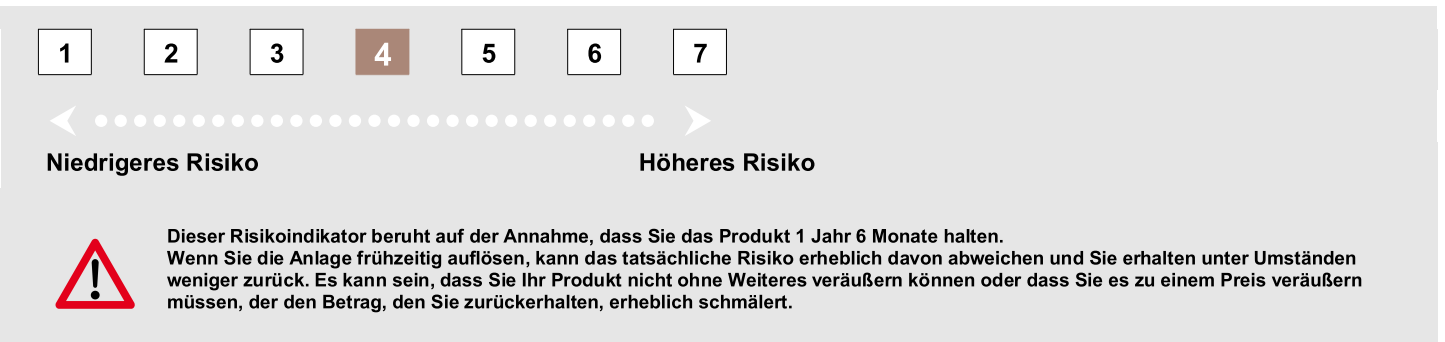 1 2 3 4 5 6 7
Niedrigeres Risiko Höheres Risiko
Dieser Risikoindikator beruht auf der Annahme, dass Sie das Produkt 1 Jahr 6 Monate halten.
Wenn Sie die Anlage frühzeitig auflösen, kann das tatsächliche Risiko erheblich davon abweichen und Sie erhalten unter Umständen
weniger zurück. Es kann sein, dass Sie Ihr Produkt nicht ohne Weiteres veräußern können oder dass Sie es zu einem Preis veräußern
müssen, der den Betrag, den Sie zurückerhalten, erheblich schmälert.